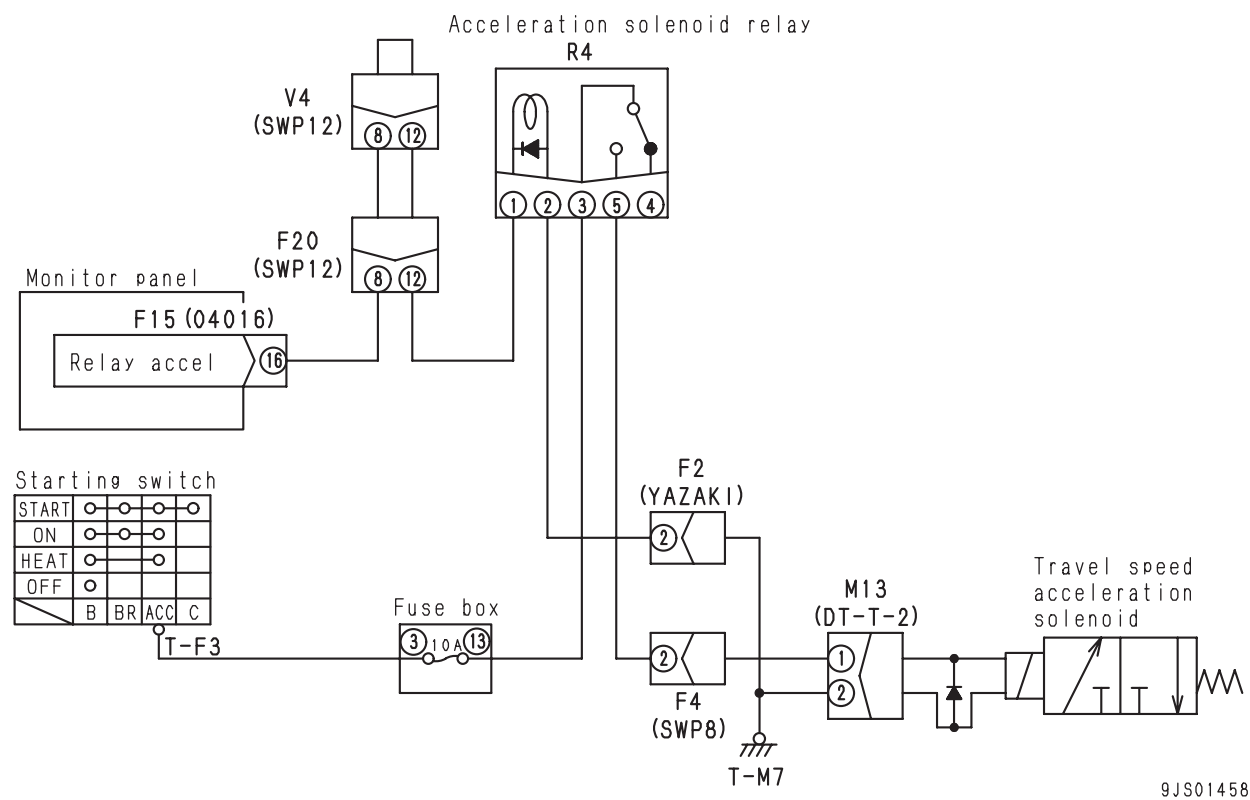 Acceleration solenoid relay
R4
V4
(SWP12)
8 12
1 2 3 5 4
F20
(SWP12)
8 12
Monitor panel
F15 (04016)
Relay accel 16
Starting switch
START
ON
HEAT
OFF
B BR ACC C
T-F3
Fuse box
3 10A 13
F2
(YAZAKI)
2
2
F4
(SWP8)
M13
(DT-T-2)
1
2
T-M7
Travel speed
acceleration
solenoid
9JS01458